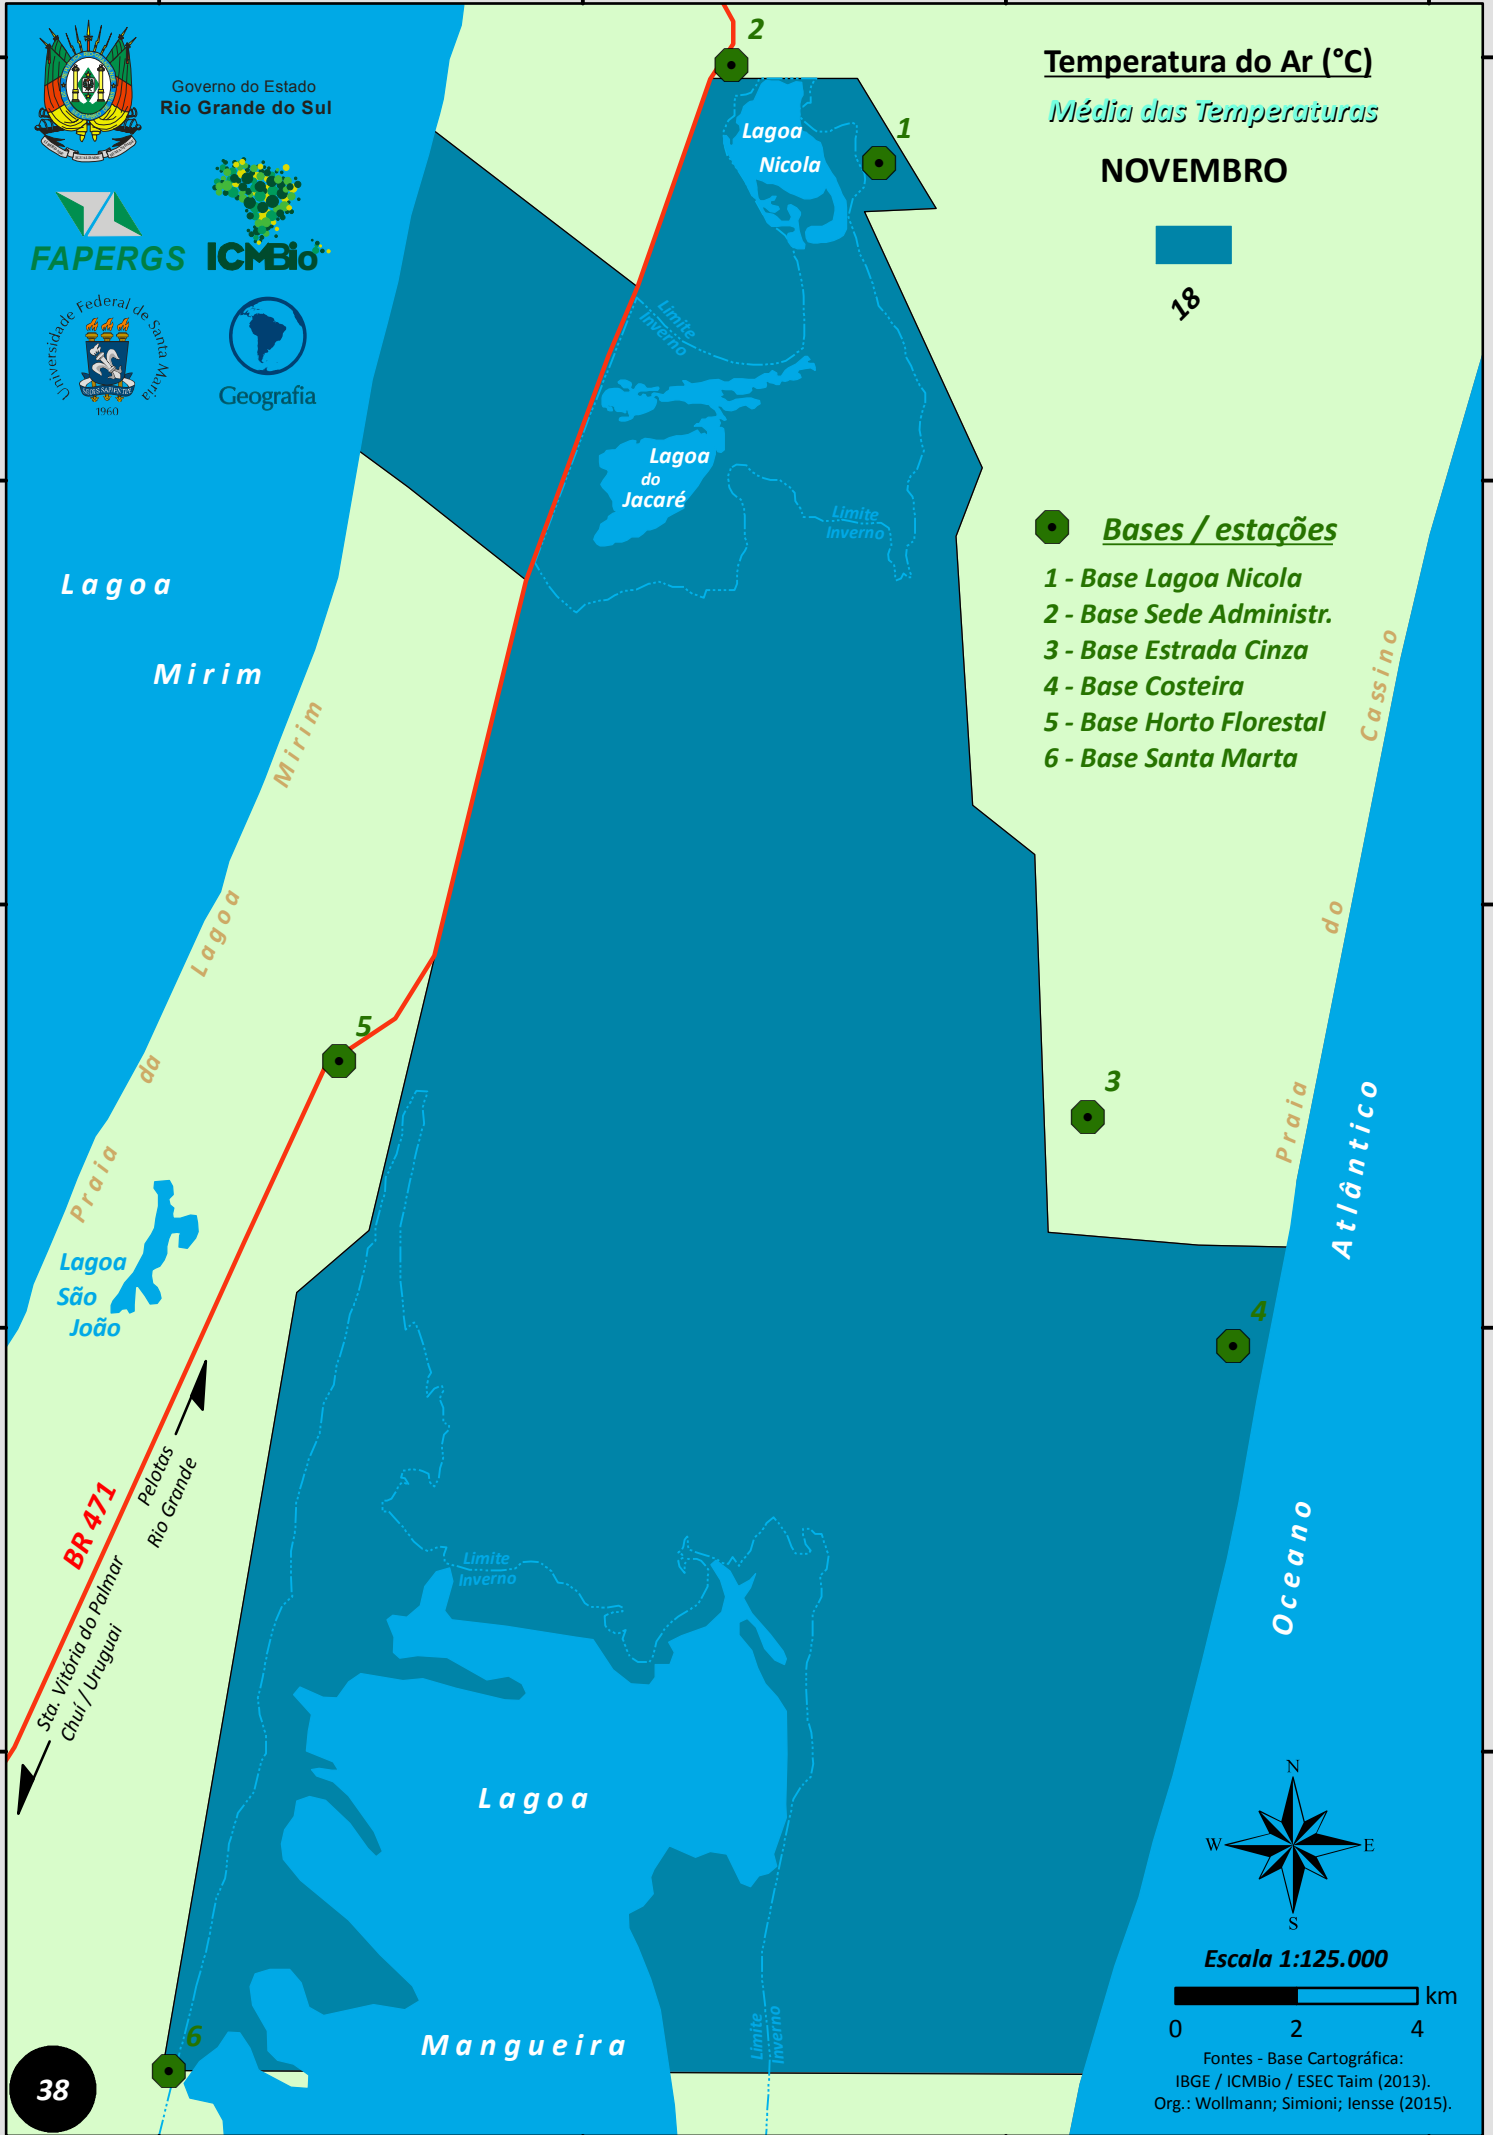 Governo do Estado
Rio Grande do Sul
FAPERGS
ICMBio
Universidade Federal de Santa Maria
1960
Geografia
Temperatura do Ar (°C)
Média das Temperaturas
NOVEMBRO
18
2
1
Lagoa
Nicola
Limite
Inverno
Lagoa
do
Jacaré
Limite
Inverno
Bases / estações
1 - Base Lagoa Nicola
2 - Base Sede Administr.
3 - Base Estrada Cinza
4 - Base Costeira
5 - Base Horto Florestal
6 - Base Santa Marta
Lagoa
Mirim
Praia da Lagoa Mirim
Praia do Cassino
Oceano Atlântico
5
3
4
Lagoa
São
João
BR 471
Pelotas
Rio Grande
Sta. Vitória do Palmar
Chuí / Uruguai
Limite
Inverno
Lagoa
Mangueira
Limite
Inverno
6
N
W
E
S
Escala 1:125.000
km
0 2 4
Fontes - Base Cartográfica:
IBGE / ICMBio / ESEC Taim (2013).
Org.: Wollmann; Simioni; Iensse (2015).
38